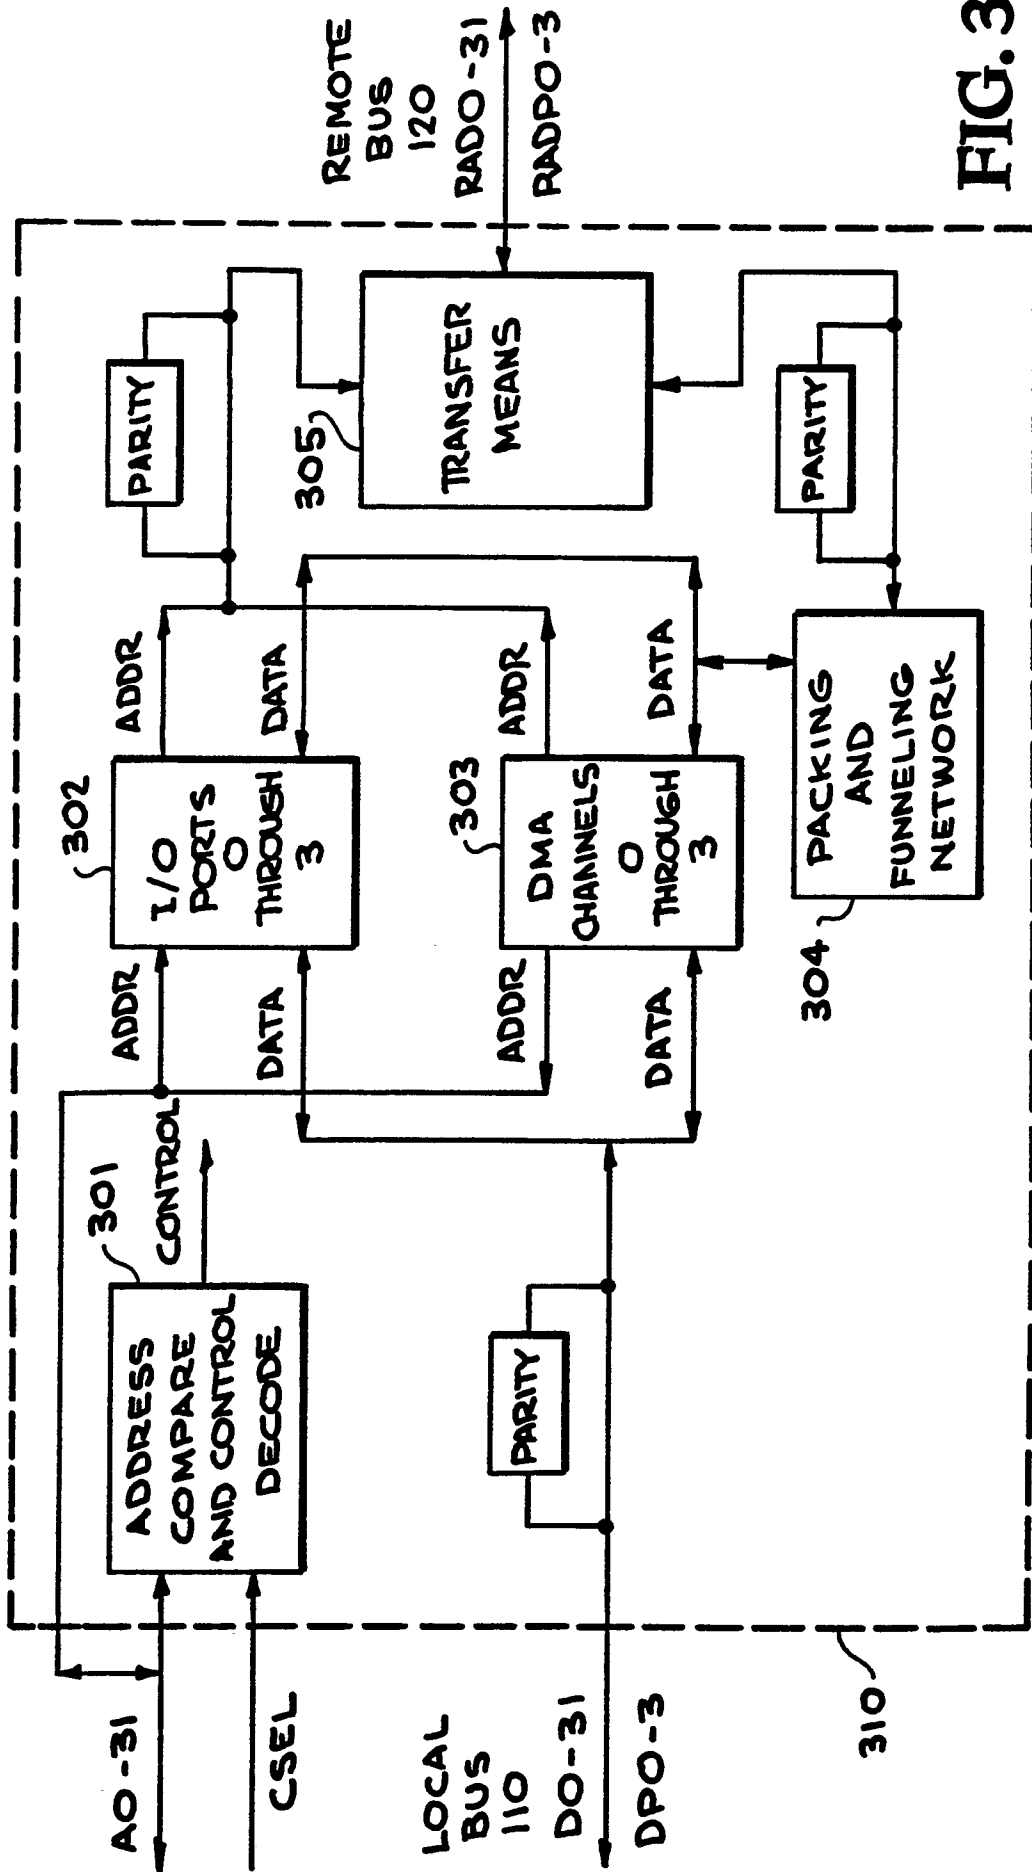 A0-31
CSEL
LOCAL
BUS
110
D0-31
DP0-3
310
ADDRESS
COMPARE
AND CONTROL
DECODE
301
CONTROL
PARITY
ADDR
DATA
ADDR
DATA
302
I/O
PORTS
0
THROUGH
3
303
DMA
CHANNELS
0
THROUGH
3
ADDR
DATA
ADDR
DATA
304
PACKING
AND
FUNNELING
NETWORK
PARITY
305
TRANSFER
MEANS
PARITY
REMOTE
BUS
120
RAD0-31
RADP0-3
FIG. 3